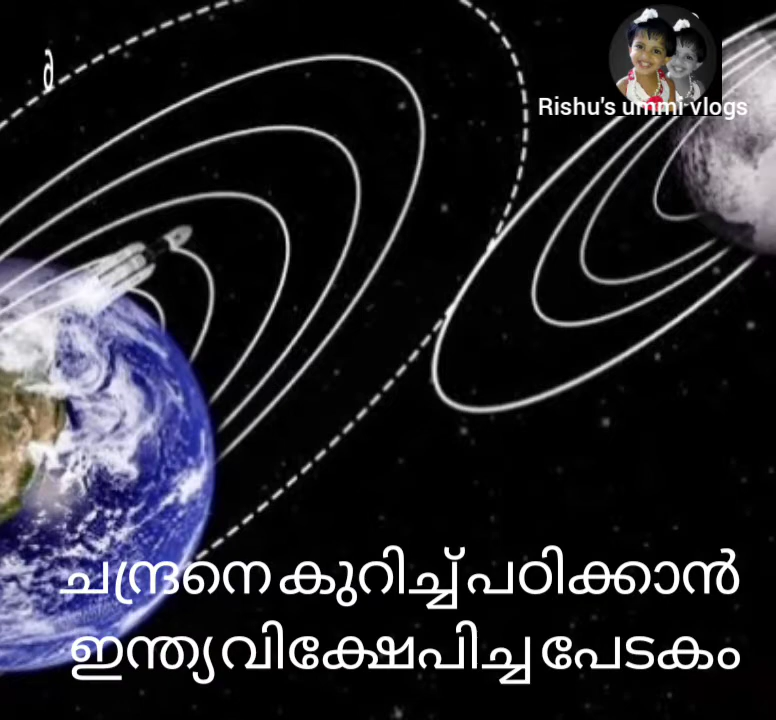 Rishu's ummi vlogs
ചന്ദ്രനെ കുറിച്ച് പഠിക്കാൻ
ഇന്ത്യ വിക്ഷേപിച്ച പേടകം